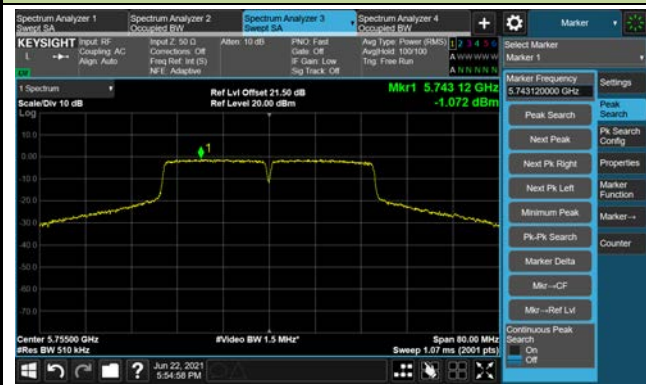 Spectrum Analyzer 1
Swept SA
Spectrum Analyzer 2
Occupied BW
Spectrum Analyzer 3
Swept SA
Spectrum Analyzer 4
Occupied BW
+
Marker
KEYSIGHT
L
Input: RF
Coupling: AC
Align: Auto
Input Z: 50 Ω
Corrections: Off
Freq Ref: Int (S)
NFE: Adaptive
Atten: 10 dB
PNO: Fast
Gate: Off
IF Gain: Low
Sig Track: Off
Avg Type: Power (RMS)
Avg|Hold: 100/100
Trig: Free Run
1 2 3 4 5 6
A W W W W W
A N N N N N
Select Marker
Marker 1
1 Spectrum
Scale/Div 10 dB
Log
Ref Lvl Offset 21.50 dB
Ref Level 20.00 dBm
Mkr1 5.743 12 GHz
-1.072 dBm
10.0
0.00
-10.0
-20.0
-30.0
-40.0
-50.0
-60.0
-70.0
1
Center 5.75500 GHz
#Res BW 510 kHz
#Video BW 1.5 MHz*
Span 80.00 MHz
Sweep 1.07 ms (2001 pts)
Marker Frequency
5.743120000 GHz
Peak Search
Next Peak
Next Pk Right
Next Pk Left
Minimum Peak
Pk-Pk Search
Marker Delta
Mkr→CF
Mkr→Ref Lvl
Continuous Peak
Search
On
Off
Settings
Peak
Search
Pk Search
Config
Properties
Marker
Function
Marker→
Counter
?
Jun 22, 2021
5:54:58 PM